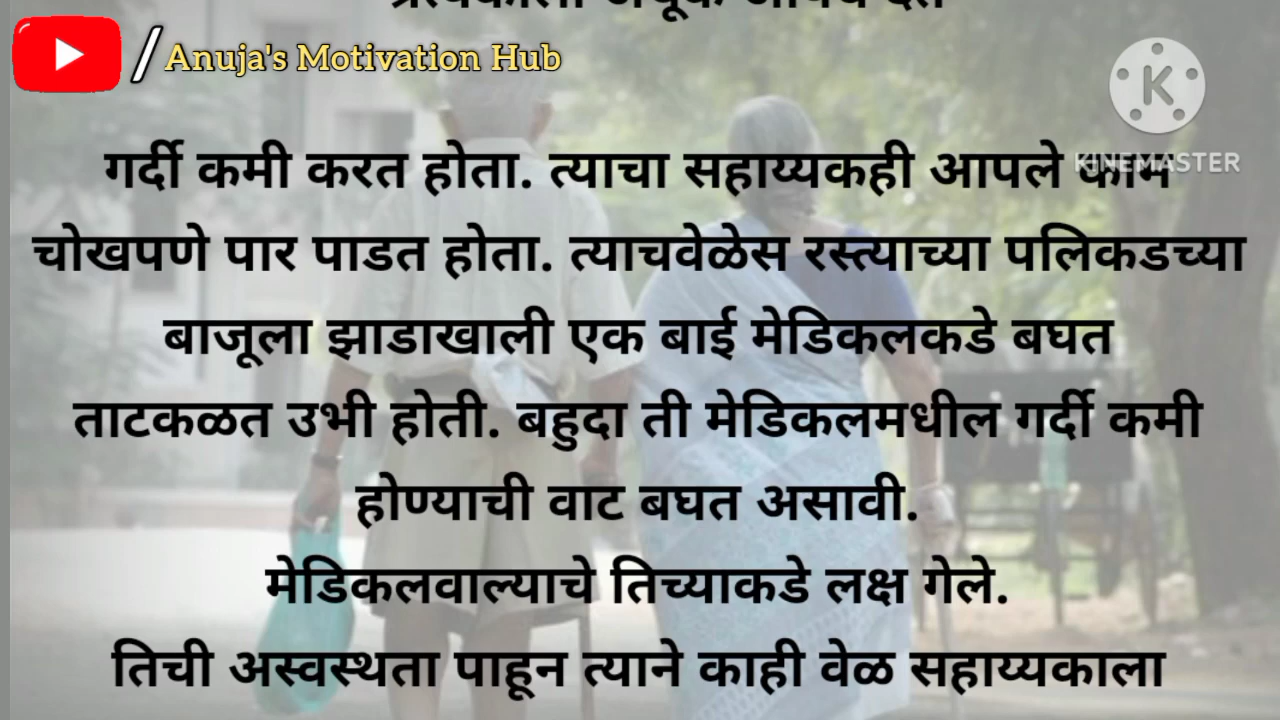 Anuja's Motivation Hub
K
KINEMASTER
गर्दी कमी करत होता. त्याचा सहाय्यकही आपले काम
चोखपणे पार पाडत होता. त्याचवेळेस रस्त्याच्या पलिकडच्या
बाजूला झाडाखाली एक बाई मेडिकलकडे बघत
ताटकळत उभी होती. बहुदा ती मेडिकलमधील गर्दी कमी
होण्याची वाट बघत असावी.
मेडिकलवाल्याचे तिच्याकडे लक्ष गेले.
तिची अस्वस्थता पाहून त्याने काही वेळ सहाय्यकाला